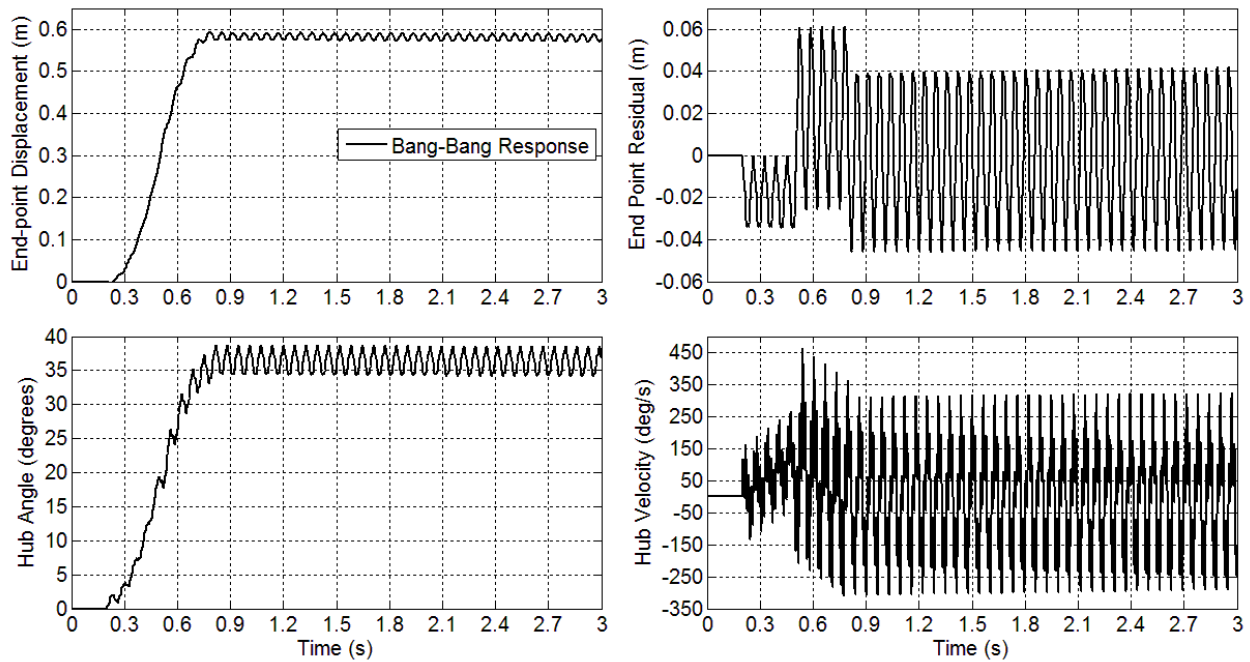 End-point Displacement (m)
0.6
0.5
0.4
0.3
0.2
0.1
0
Bang-Bang Response
0 0.3 0.6 0.9 1.2 1.5 1.8 2.1 2.4 2.7 3
End Point Residual (m)
0.06
0.04
0.02
0
-0.02
-0.04
-0.06
0 0.3 0.6 0.9 1.2 1.5 1.8 2.1 2.4 2.7 3
Hub Angle (degrees)
40
35
30
25
20
15
10
5
0
0 0.3 0.6 0.9 1.2 1.5 1.8 2.1 2.4 2.7 3
Time (s)
Hub Velocity (deg/s)
450
350
250
150
50
-50
-150
-250
-350
0 0.3 0.6 0.9 1.2 1.5 1.8 2.1 2.4 2.7 3
Time (s)